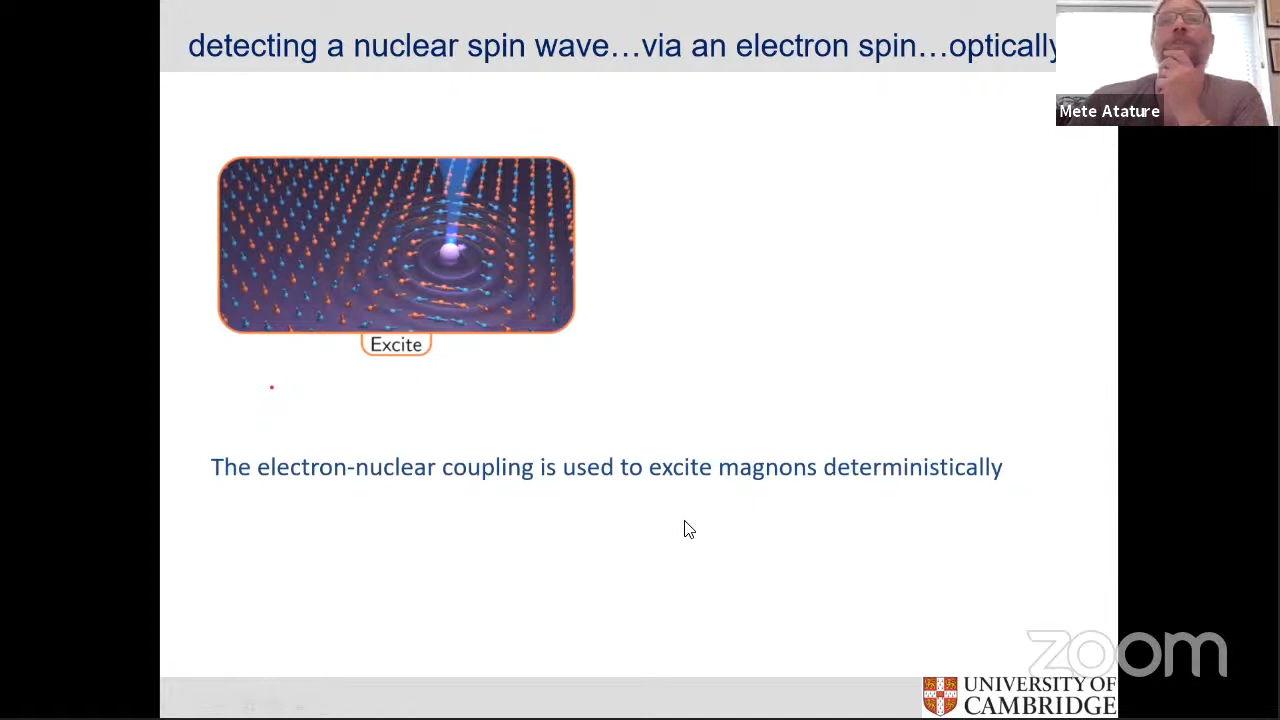 detecting a nuclear spin wave…via an electron spin…optically
Mete Atature
Excite
The electron-nuclear coupling is used to excite magnons deterministically
zoom
UNIVERSITY OF
CAMBRIDGE